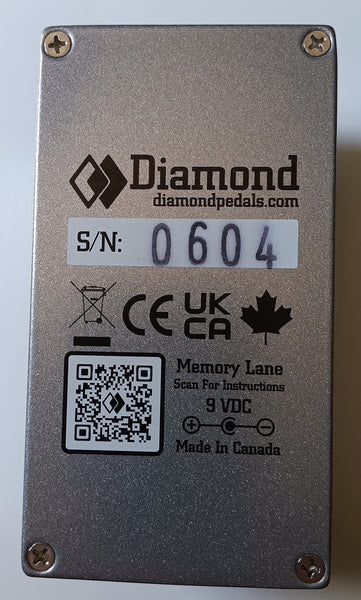 Diamond
diamondpedals.com
S/N: 0604
CE UK
CA
Memory Lane
Scan For Instructions
9 VDC
Made In Canada